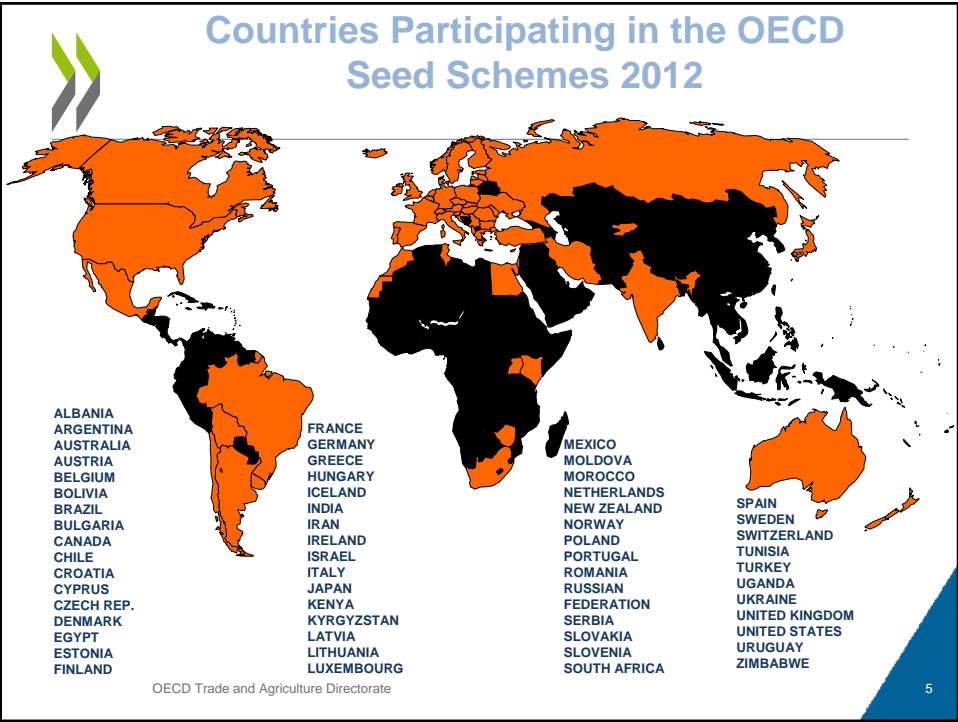 Countries Participating in the OECD
Seed Schemes 2012
ALBANIA
ARGENTINA
AUSTRALIA
AUSTRIA
BELGIUM
BOLIVIA
BRAZIL
BULGARIA
CANADA
CHILE
CROATIA
CYPRUS
CZECH REP.
DENMARK
EGYPT
ESTONIA
FINLAND
FRANCE
GERMANY
GREECE
HUNGARY
ICELAND
INDIA
IRAN
IRELAND
ISRAEL
ITALY
JAPAN
KENYA
KYRGYZSTAN
LATVIA
LITHUANIA
LUXEMBOURG
MEXICO
MOLDOVA
MOROCCO
NETHERLANDS
NEW ZEALAND
NORWAY
POLAND
PORTUGAL
ROMANIA
RUSSIAN
FEDERATION
SERBIA
SLOVAKIA
SLOVENIA
SOUTH AFRICA
SPAIN
SWEDEN
SWITZERLAND
TUNISIA
TURKEY
UGANDA
UKRAINE
UNITED KINGDOM
UNITED STATES
URUGUAY
ZIMBABWE
OECD Trade and Agriculture Directorate
5